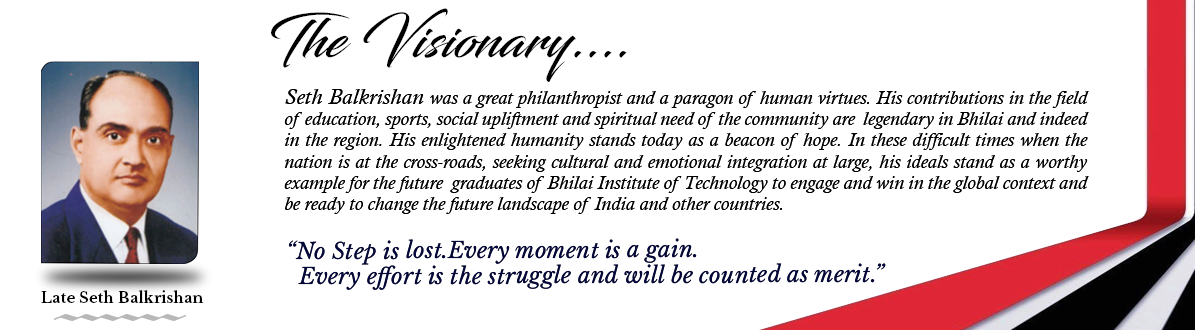 The Visionary....
Seth Balkrishan was a great philanthropist and a paragon of human virtues. His contributions in the field
of education, sports, social upliftment and spiritual need of the community are legendary in Bhilai and indeed
in the region. His enlightened humanity stands today as a beacon of hope. In these difficult times when the
nation is at the cross-roads, seeking cultural and emotional integration at large, his ideals stand as a worthy
example for the future graduates of Bhilai Institute of Technology to engage and win in the global context and
be ready to change the future landscape of India and other countries.
“No Step is lost.Every moment is a gain.
Every effort is the struggle and will be counted as merit.”
Late Seth Balkrishan